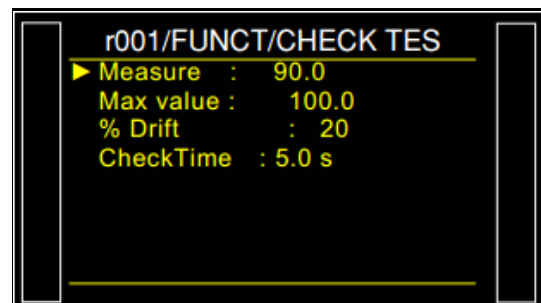 r001/FUNCT/CHECK TES
▶ Measure : 90.0
Max value : 100.0
% Drift : 20
CheckTime : 5.0 s